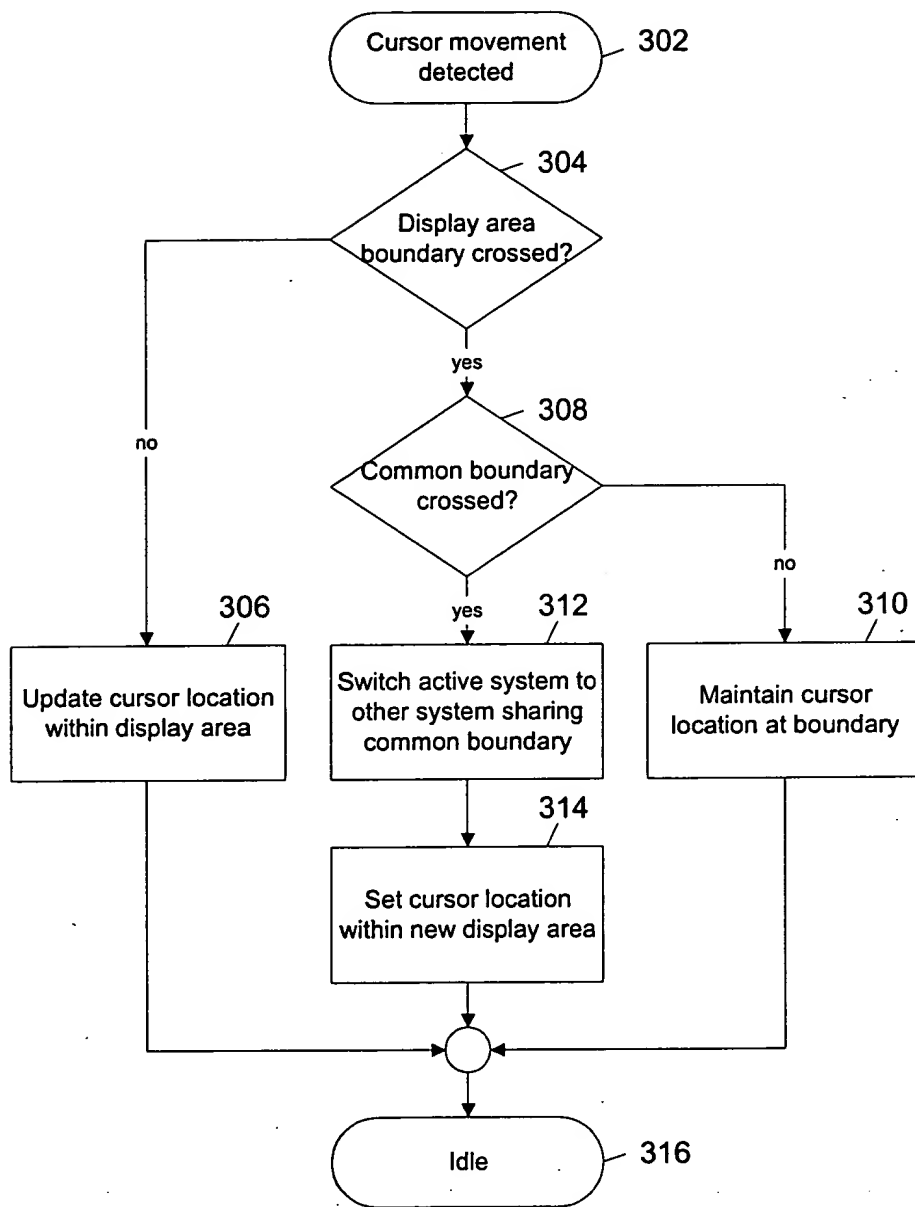 Cursor movement
detected
302
304
Display area
boundary crossed?
yes
308
no
Common boundary
crossed?
no
yes
306
312
310
Update cursor location
within display area
Switch active system to
other system sharing
common boundary
Maintain cursor
location at boundary
314
Set cursor location
within new display area
Idle
316